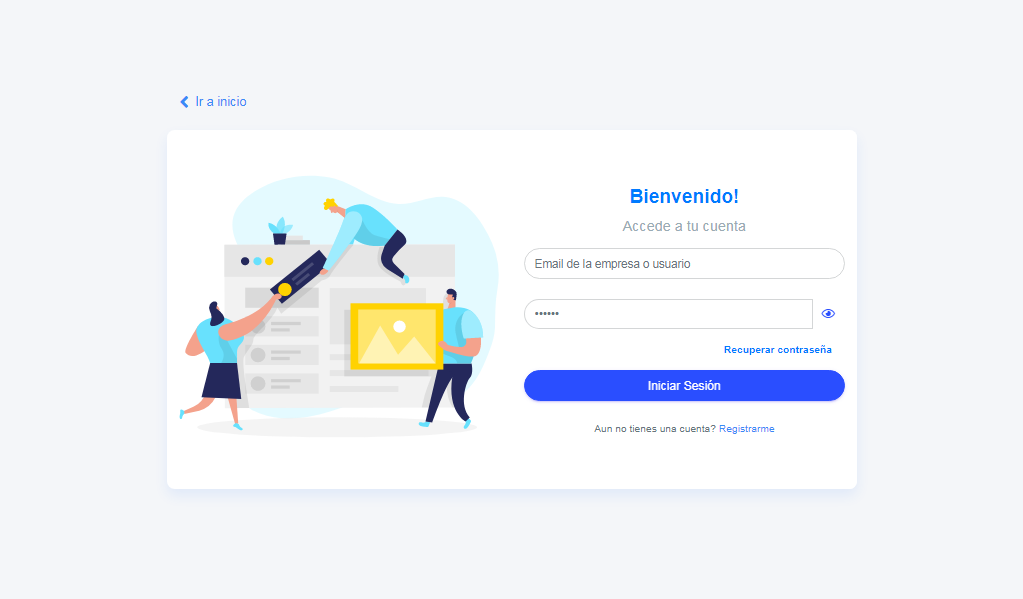 Ir a inicio
Bienvenido!
Accede a tu cuenta
Email de la empresa o usuario
••••••
Recuperar contraseña
Iniciar Sesión
Aun no tienes una cuenta? Registrarme